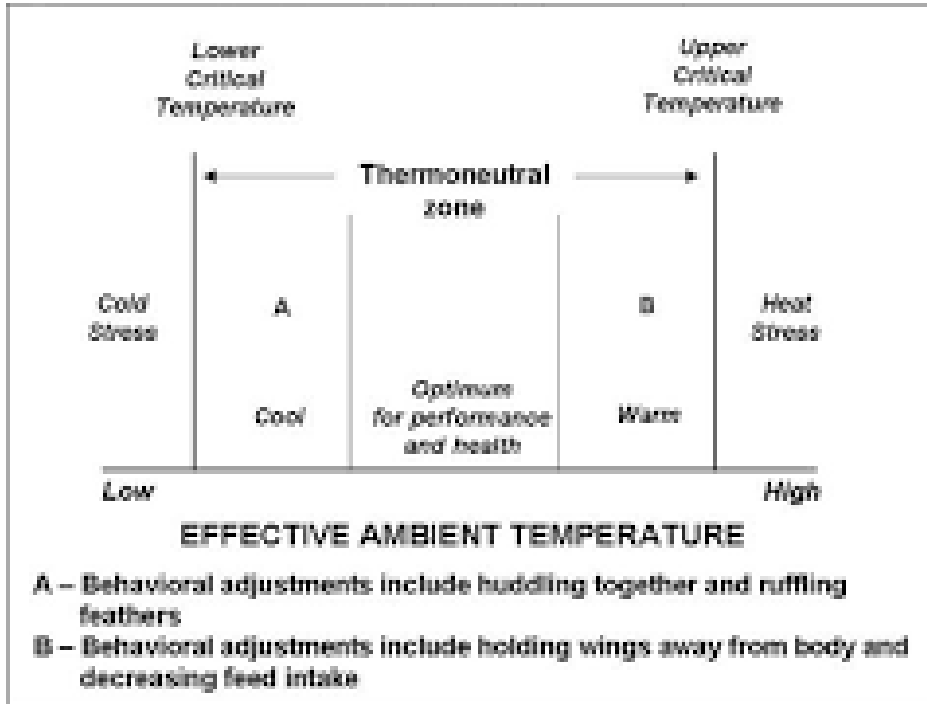 Lower
Critical
Temperature
Upper
Critical
Temperature
Thermoneutral
zone
Cold
Stress
A
B
Heat
Stress
Cool
Optimum
for performance
and health
Warm
Low
High
EFFECTIVE AMBIENT TEMPERATURE
A – Behavioral adjustments include huddling together and ruffling
feathers
B – Behavioral adjustments include holding wings away from body and
decreasing feed intake